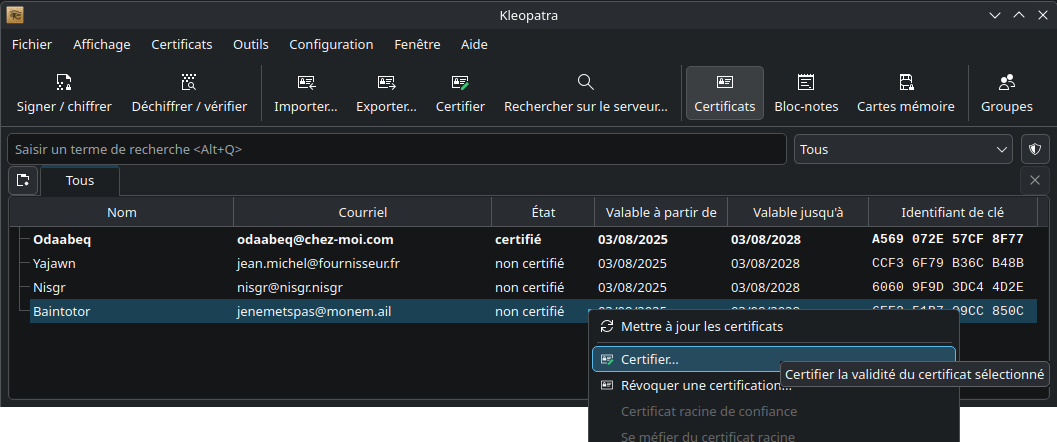 Kleopatra
Fichier Affichage Certificats Outils Configuration Fenêtre Aide
Signer / chiffrer Déchiffrer / vérifier Importer... Exporter... Certifier Rechercher sur le serveur... Certificats Bloc-notes Cartes mémoire Groupes
Saisir un terme de recherche <Alt+Q> Tous
Tous
Nom Courriel État Valable à partir de Valable jusqu'à Identifiant de clé
Odaabeq odaabeq@chez-moi.com certifié 03/08/2025 03/08/2028 A569 072E 57CF 8F77
Yajawn jean.michel@fournisseur.fr non certifié 03/08/2025 03/08/2028 CCF3 6F79 B36C B48B
Nisgr nisgr@nisgr.nisgr non certifié 03/08/2025 03/08/2028 6060 9F9D 3DC4 4D2E
Baintotor jenemetspas@monem.ail non certifié 850C
Mettre à jour les certificats
Certifier...
Certifier la validité du certificat sélectionné
Révoquer une certification...
Certificat racine de confiance
Se méfier du certificat racine